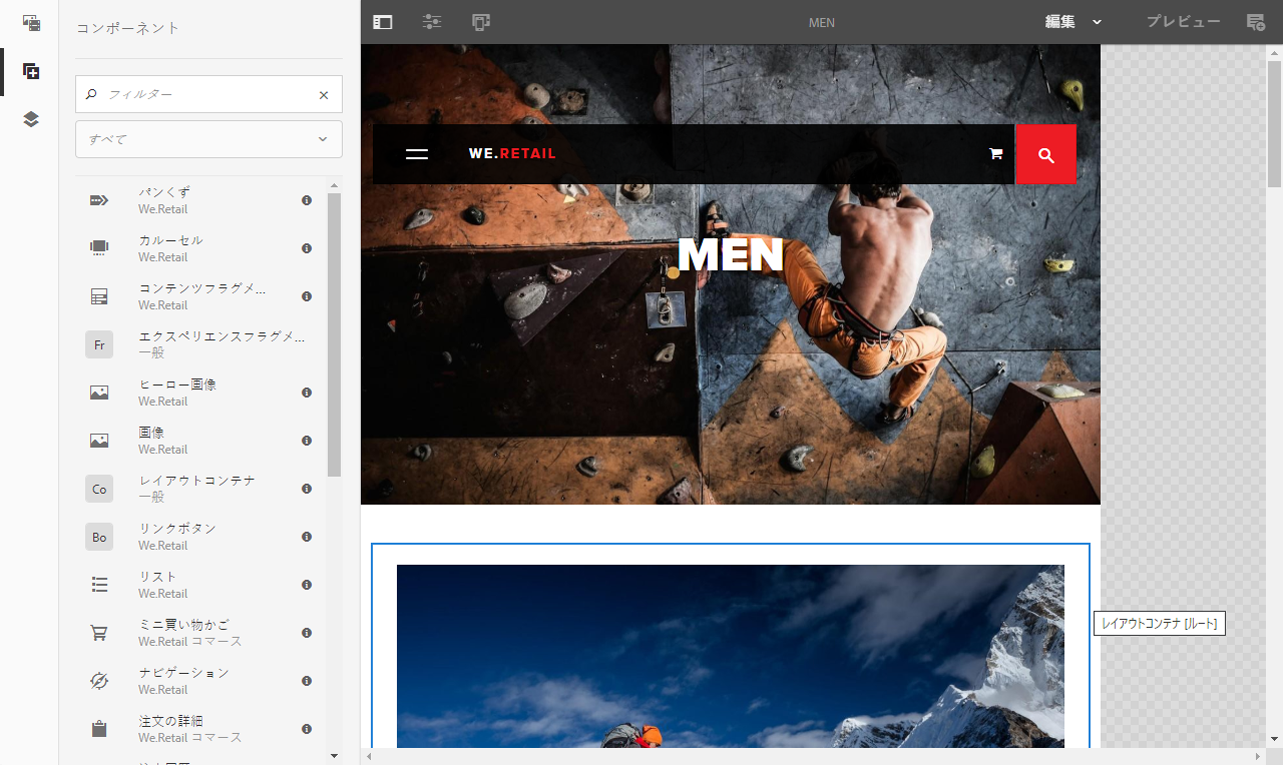 コンポーネント
MEN
編集
プレビュー
フィルター
すべて
パンくず
We.Retail
カルーセル
We.Retail
コンテンツフラグメ...
We.Retail
Fr
エクスペリエンスフラグメ...
一般
ヒーロー画像
We.Retail
画像
We.Retail
Co
レイアウトコンテナ
一般
Bo
リンクボタン
We.Retail
リスト
We.Retail
ミニ買い物かご
We.Retail コマース
ナビゲーション
We.Retail
注文の詳細
We.Retail コマース
WE.RETAIL
MEN
レイアウトコンテナ [ルート]